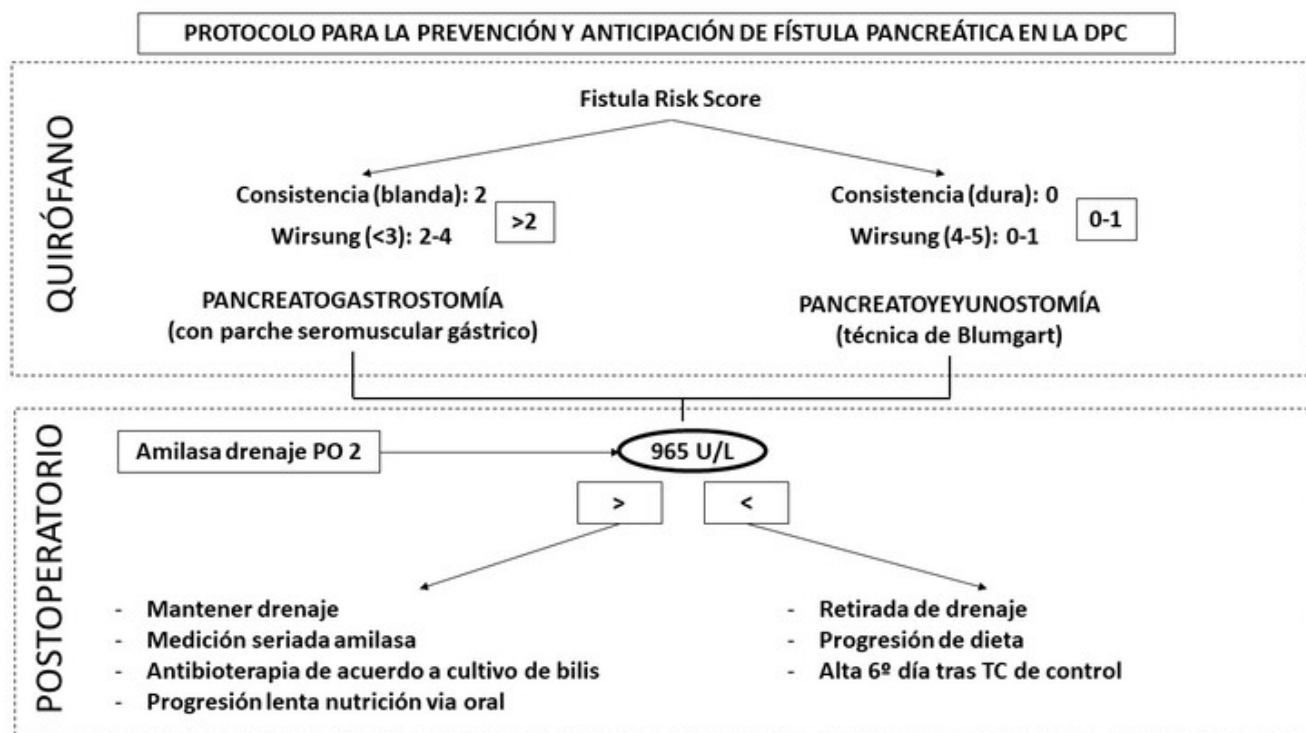 PROTOCOLO PARA LA PREVENCIÓN Y ANTICIPACIÓN DE FÍSTULA PANCREÁTICA EN LA DPC
QUIRÓFANO
Fistula Risk Score
Consistencia (blanda): 2
Wirsung (<3): 2-4
>2
Consistencia (dura): 0
Wirsung (4-5): 0-1
0-1
PANCREATOGASTROSTOMÍA
(con parche seromuscular gástrico)
PANCREATOYEYUNOSTOMÍA
(técnica de Blumgart)
POSTOPERATORIO
Amilasa drenaje PO 2
965 U/L
>
<
- Mantener drenaje
- Medición seriada amilasa
- Antibioterapia de acuerdo a cultivo de bilis
- Progresión lenta nutrición via oral
- Retirada de drenaje
- Progresión de dieta
- Alta 6º día tras TC de control